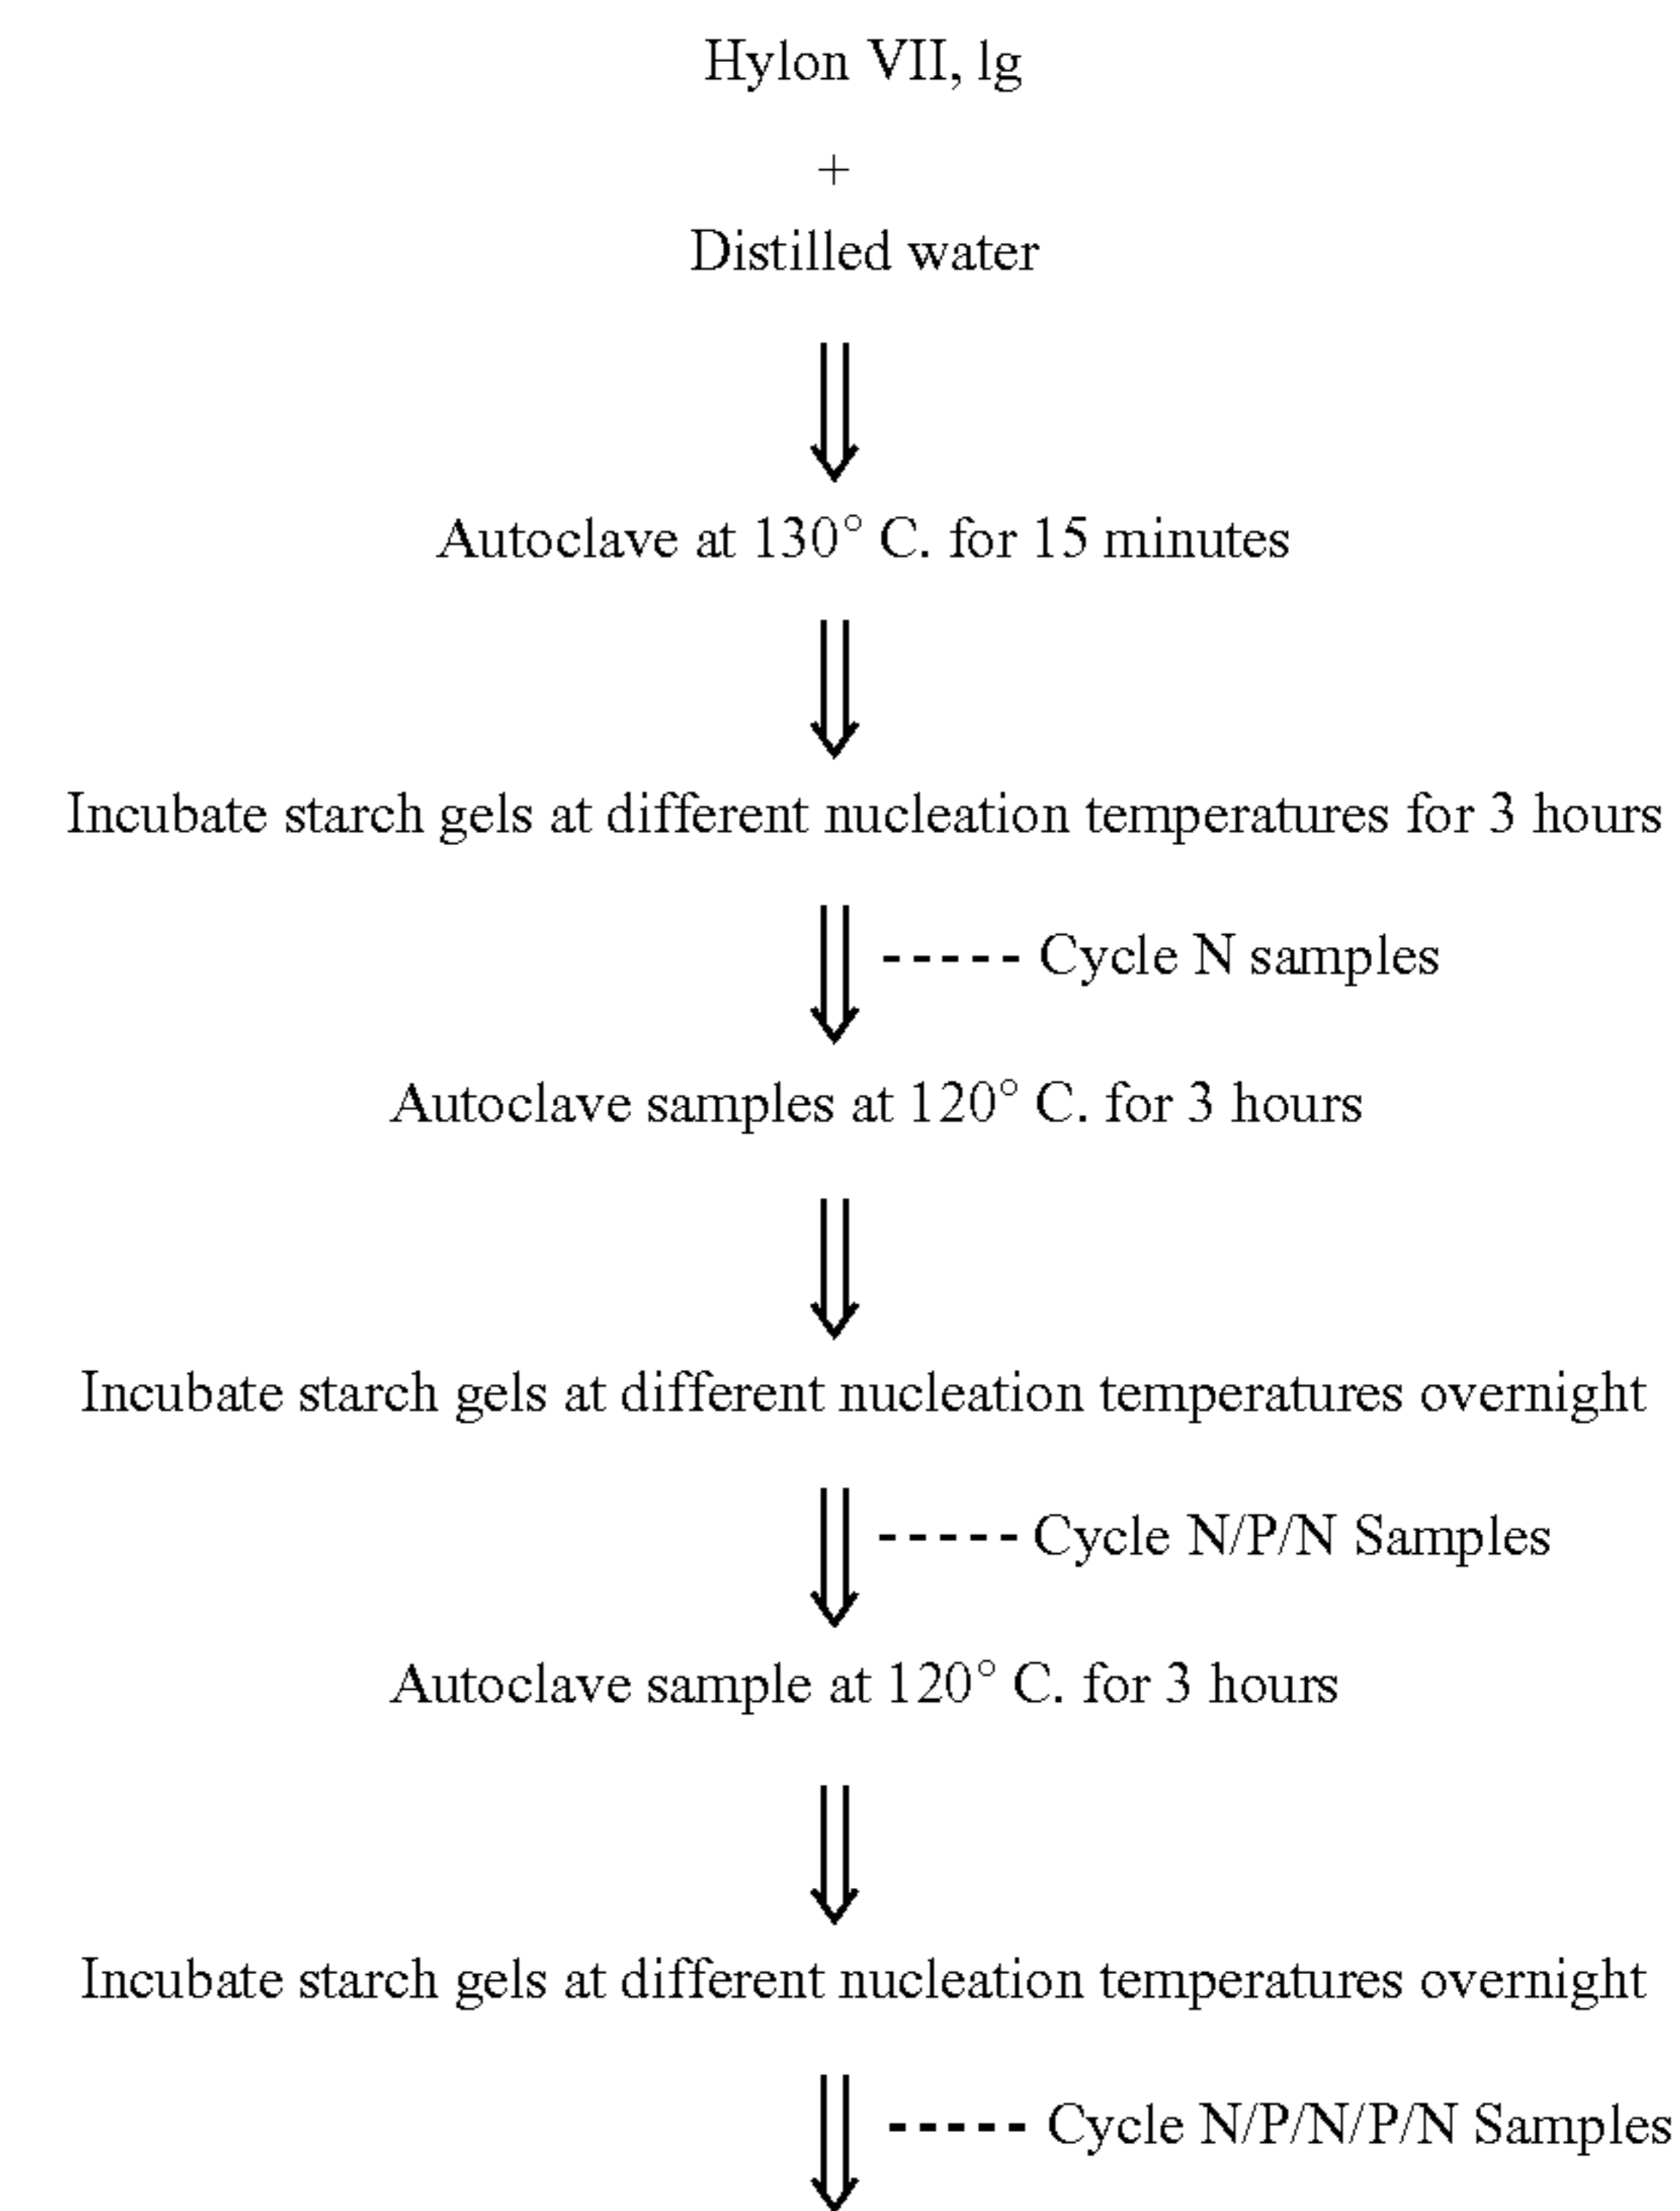 Hylon VII, lg
+
Distilled water
Autoclave at 130° C. for 15 minutes
Incubate starch gels at different nucleation temperatures for 3 hours
----- Cycle N samples
Autoclave samples at 120° C. for 3 hours
Incubate starch gels at different nucleation temperatures overnight
----- Cycle N/P/N Samples
Autoclave sample at 120° C. for 3 hours
Incubate starch gels at different nucleation temperatures overnight
----- Cycle N/P/N/P/N Samples